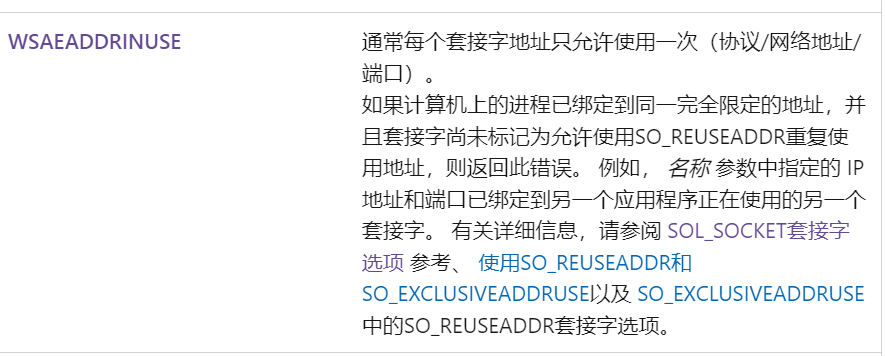 WSAEADDRINUSE
通常每个套接字地址只允许使用一次（协议/网络地址/
端口）。
如果计算机上的进程已绑定到同一完全限定的地址，并
且套接字尚未标记为允许使用SO_REUSEADDR重复使
用地址，则返回此错误。 例如， 名称 参数中指定的 IP
地址和端口已绑定到另一个应用程序正在使用的另一个
套接字。 有关详细信息，请参阅 SOL_SOCKET套接字
选项 参考、 使用SO_REUSEADDR和
SO_EXCLUSIVEADDRUSE以及 SO_EXCLUSIVEADDRUSE
中的SO_REUSEADDR套接字选项。